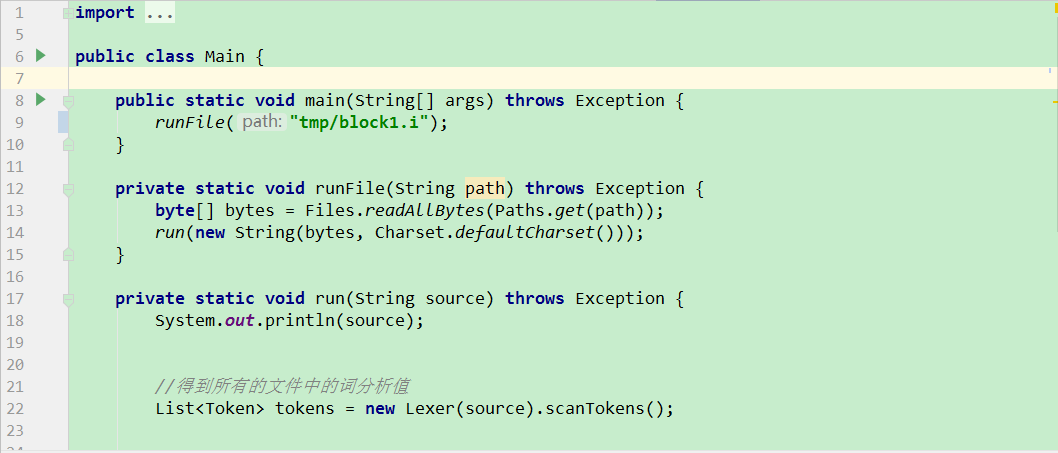 1 import ...
5
6 public class Main {
7
8 public static void main(String[] args) throws Exception {
9 runFile( path: "tmp/block1.i");
10 }
11
12 private static void runFile(String path) throws Exception {
13 byte[] bytes = Files.readAllBytes(Paths.get(path));
14 run(new String(bytes, Charset.defaultCharset()));
15 }
16
17 private static void run(String source) throws Exception {
18 System.out.println(source);
19
20
21 //得到所有的文件中的词分析值
22 List<Token> tokens = new Lexer(source).scanTokens();
23